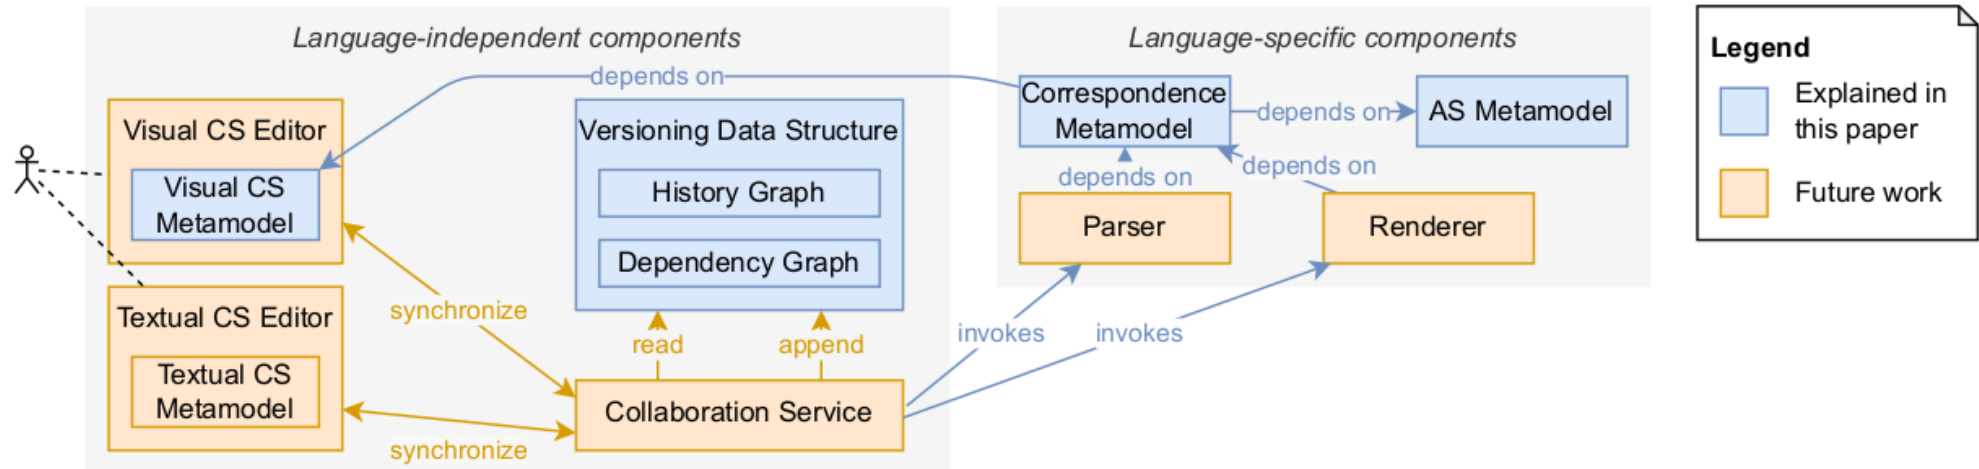 Language-independent components
depends on
Visual CS Editor
Visual CS
Metamodel
Textual CS Editor
Textual CS
Metamodel
synchronize
synchronize
Versioning Data Structure
History Graph
Dependency Graph
read
append
Collaboration Service
Language-specific components
Correspondence
Metamodel
depends on
AS Metamodel
depends on
depends on
Parser
Renderer
invokes
invokes
Legend
Explained in
this paper
Future work